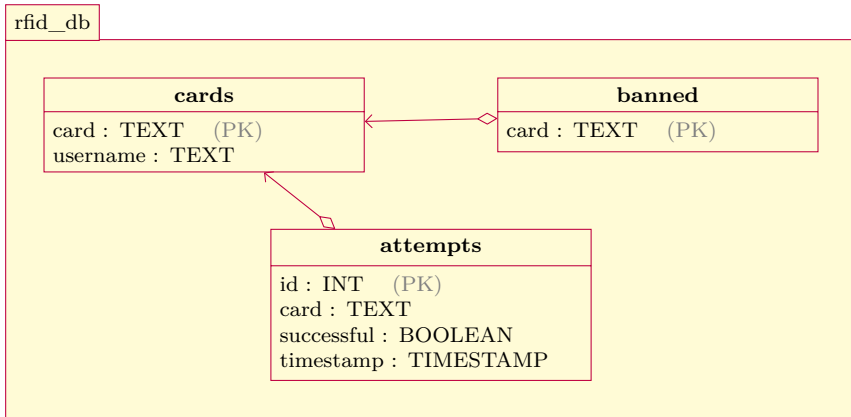 rfid_db
cards
card : TEXT (PK)
username : TEXT
banned
card : TEXT (PK)
attempts
id : INT (PK)
card : TEXT
successful : BOOLEAN
timestamp : TIMESTAMP